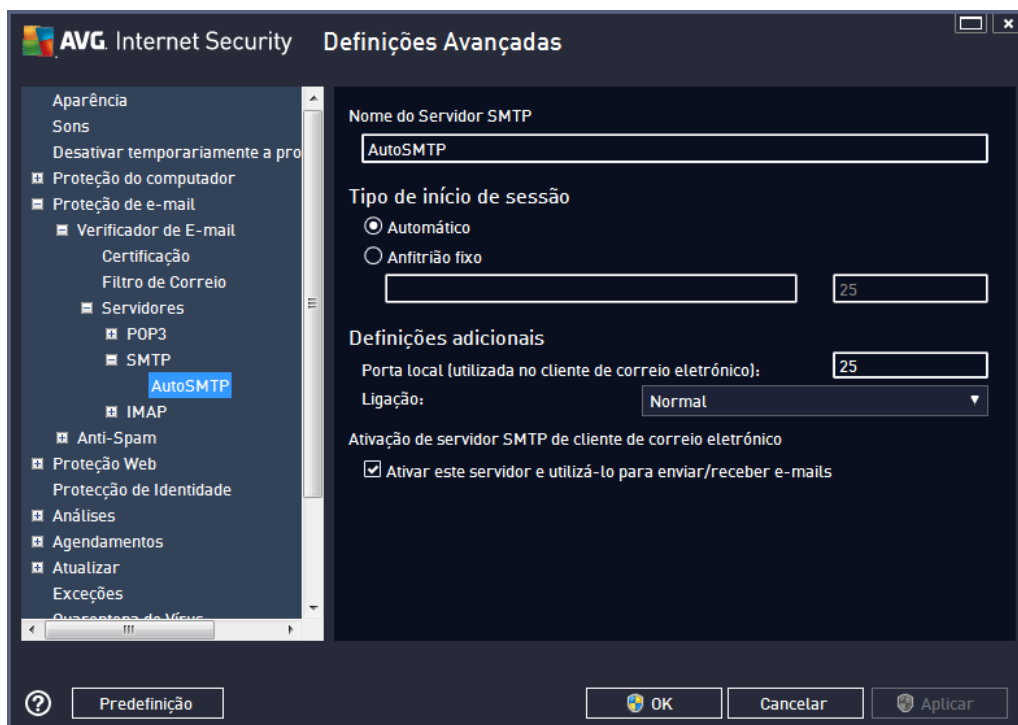 AVG. Internet Security
Definições Avançadas
Aparência
Sons
Desativar temporariamente a pro
Proteção do computador
Proteção de e-mail
Verificador de E-mail
Certificação
Filtro de Correio
Servidores
POP3
SMTP
AutoSMTP
IMAP
Anti-Spam
Proteção Web
Protecção de Identidade
Análises
Agendamentos
Atualizar
Exceções
Quarentena de Vírus
Nome do Servidor SMTP
AutoSMTP
Tipo de início de sessão
Automático
Anfitrião fixo
25
Definições adicionais
Porta local (utilizada no cliente de correio eletrónico): 25
Ligação: Normal
Ativação de servidor SMTP de cliente de correio eletrónico
Ativar este servidor e utilizá-lo para enviar/receber e-mails
Predefinição
OK
Cancelar
Aplicar